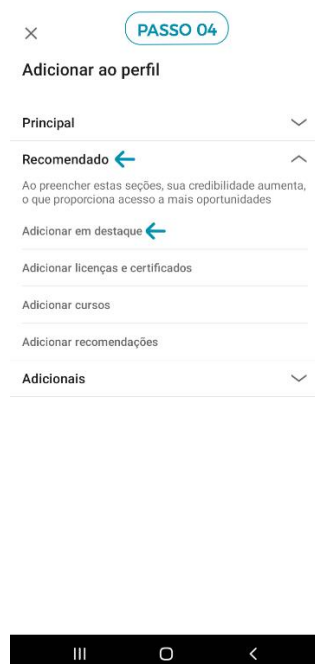 PASSO 04
Adicionar ao perfil
Principal
Recomendado
Ao preencher estas seções, sua credibilidade aumenta,
o que proporciona acesso a mais oportunidades
Adicionar em destaque
Adicionar licenças e certificados
Adicionar cursos
Adicionar recomendações
Adicionais